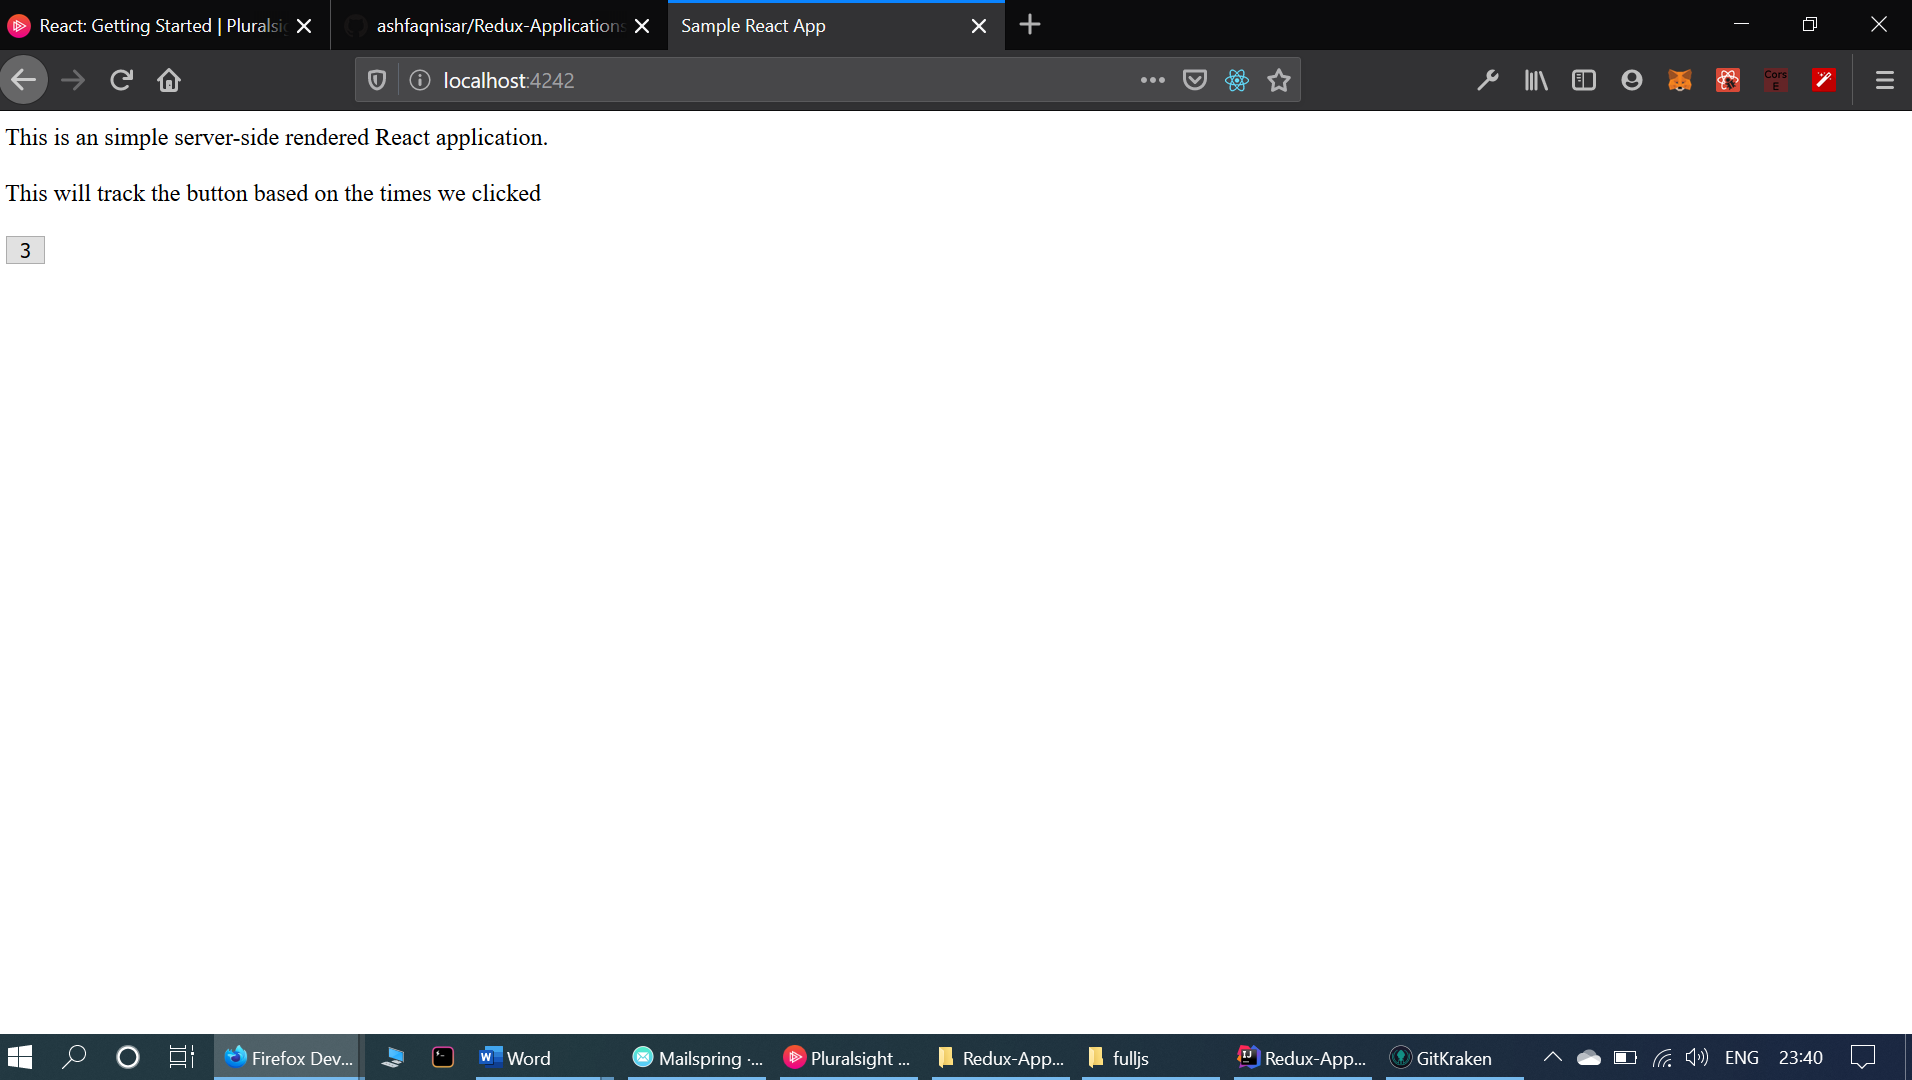 React: Getting Started | Pluralsi
ashfaqnisar/Redux-Applications
Sample React App
localhost:4242
Cors
E
This is an simple server-side rendered React application.
This will track the button based on the times we clicked
3
Firefox Dev...
Word
Mailspring ·...
Pluralsight ...
Redux-App...
fulljs
Redux-App...
GitKraken
ENG
23:40